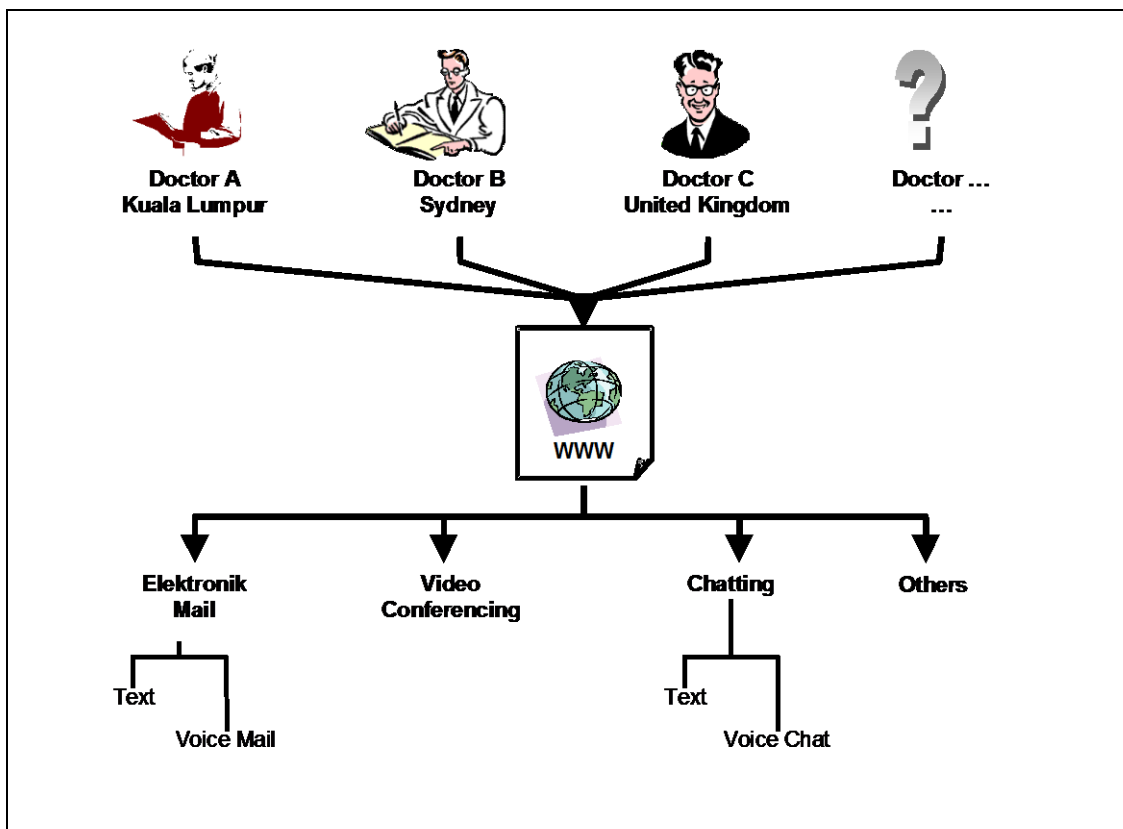 Doctor A
Kuala Lumpur
Doctor B
Sydney
Doctor C
United Kingdom
Doctor ...
...
WWW
Elektronik
Mail
Video
Conferencing
Chatting
Others
Text
Voice Mail
Text
Voice Chat